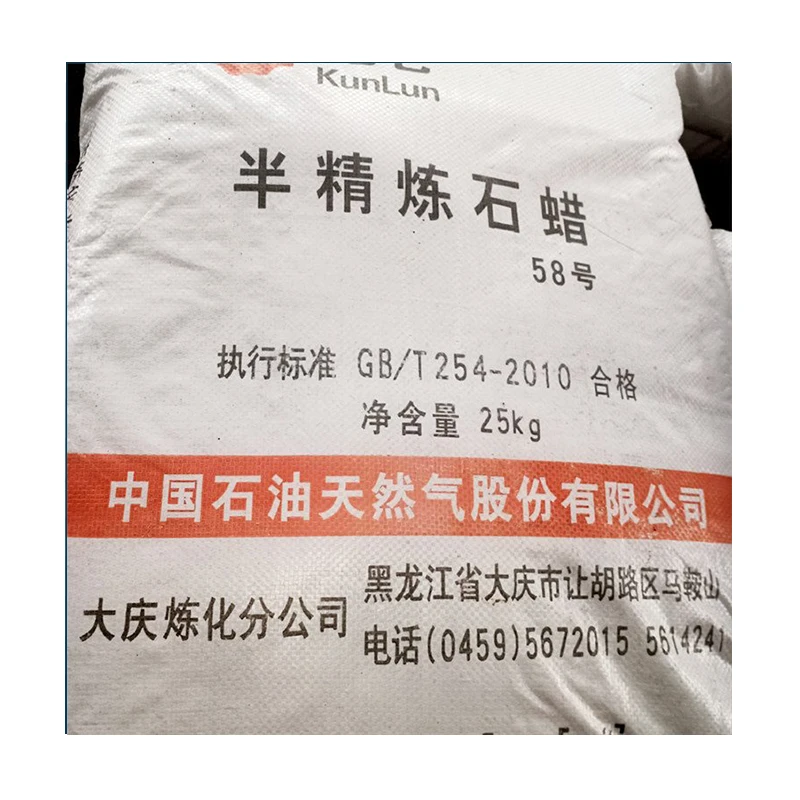 KunLun
半精炼石蜡
58号
执行标准 GB/T254-2010 合格
净含量 25kg
中国石油天然气股份有限公司
大庆炼化分公司
黑龙江省大庆市让胡路区马鞍山
电话(0459)5672015 5614241